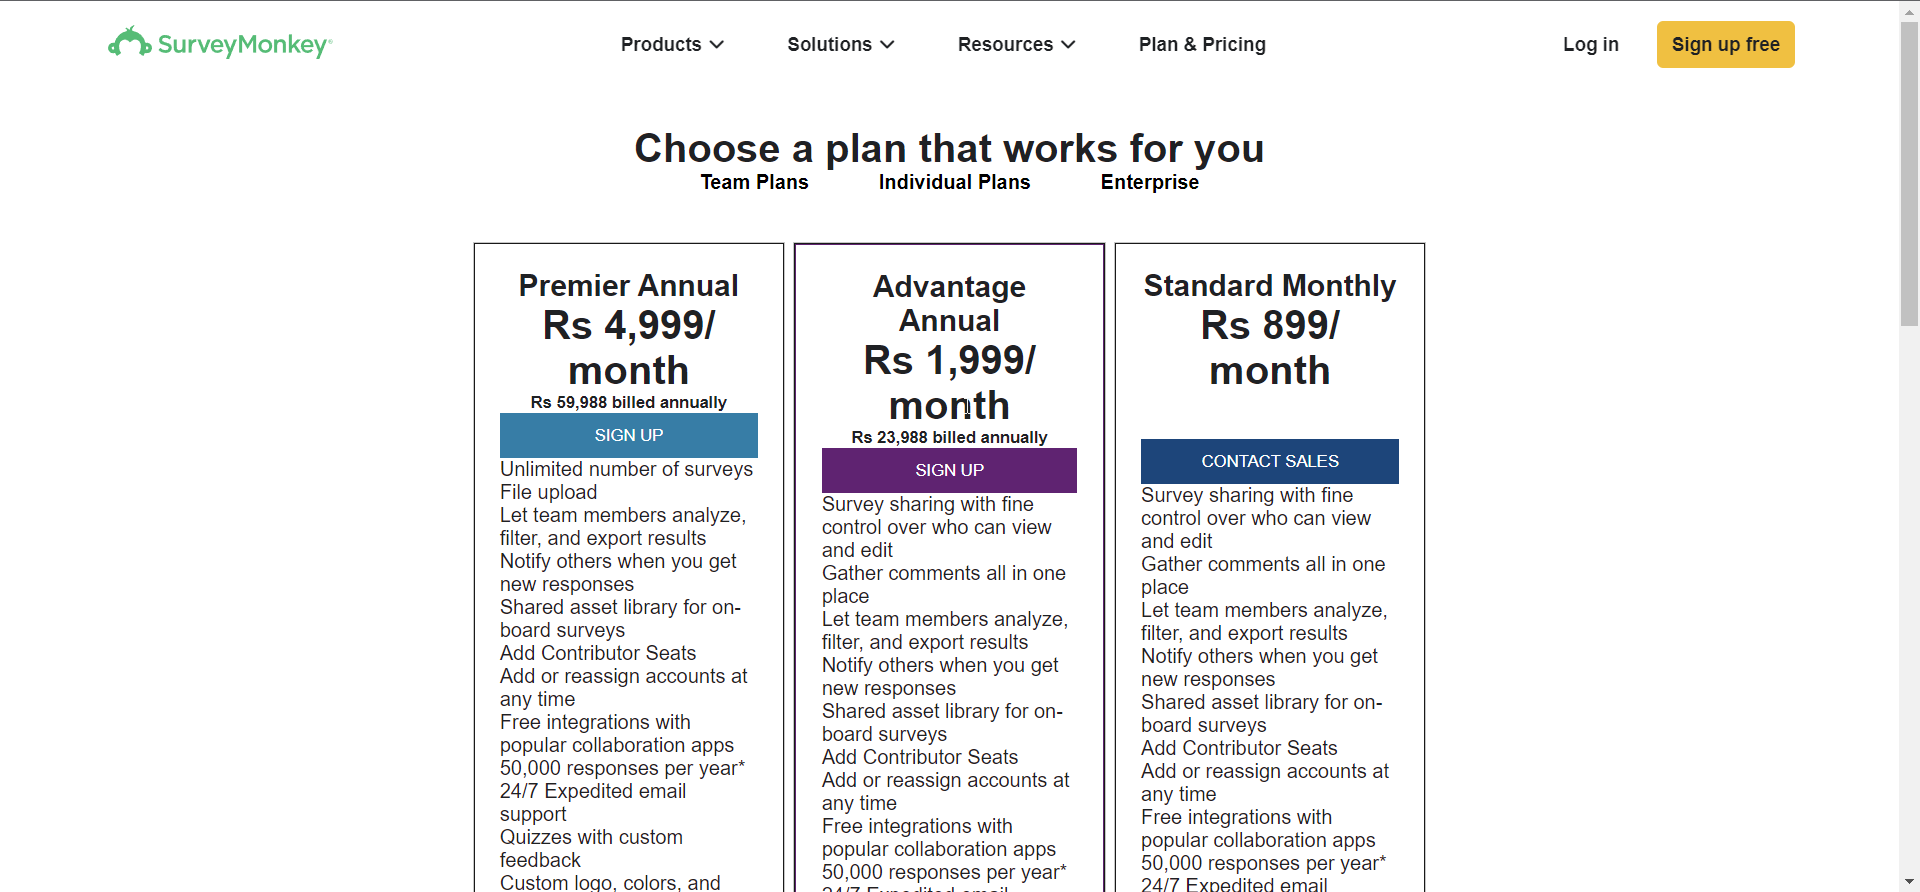 SurveyMonkey
Products
Solutions
Resources
Plan & Pricing
Log in
Sign up free
Choose a plan that works for you
Team Plans
Individual Plans
Enterprise
Premier Annual
Rs 4,999/
month
Rs 59,988 billed annually
SIGN UP
Unlimited number of surveys
File upload
Let team members analyze,
filter, and export results
Notify others when you get
new responses
Shared asset library for on-
board surveys
Add Contributor Seats
Add or reassign accounts at
any time
Free integrations with
popular collaboration apps
50,000 responses per year*
24/7 Expedited email
support
Quizzes with custom
feedback
Custom logo, colors, and
Advantage
Annual
Rs 1,999/
month
Rs 23,988 billed annually
SIGN UP
Survey sharing with fine
control over who can view
and edit
Gather comments all in one
place
Let team members analyze,
filter, and export results
Notify others when you get
new responses
Shared asset library for on-
board surveys
Add Contributor Seats
Add or reassign accounts at
any time
Free integrations with
popular collaboration apps
50,000 responses per year*
24/7 Expedited email
Standard Monthly
Rs 899/
month
CONTACT SALES
Survey sharing with fine
control over who can view
and edit
Gather comments all in one
place
Let team members analyze,
filter, and export results
Notify others when you get
new responses
Shared asset library for on-
board surveys
Add Contributor Seats
Add or reassign accounts at
any time
Free integrations with
popular collaboration apps
50,000 responses per year*
24/7 Expedited email